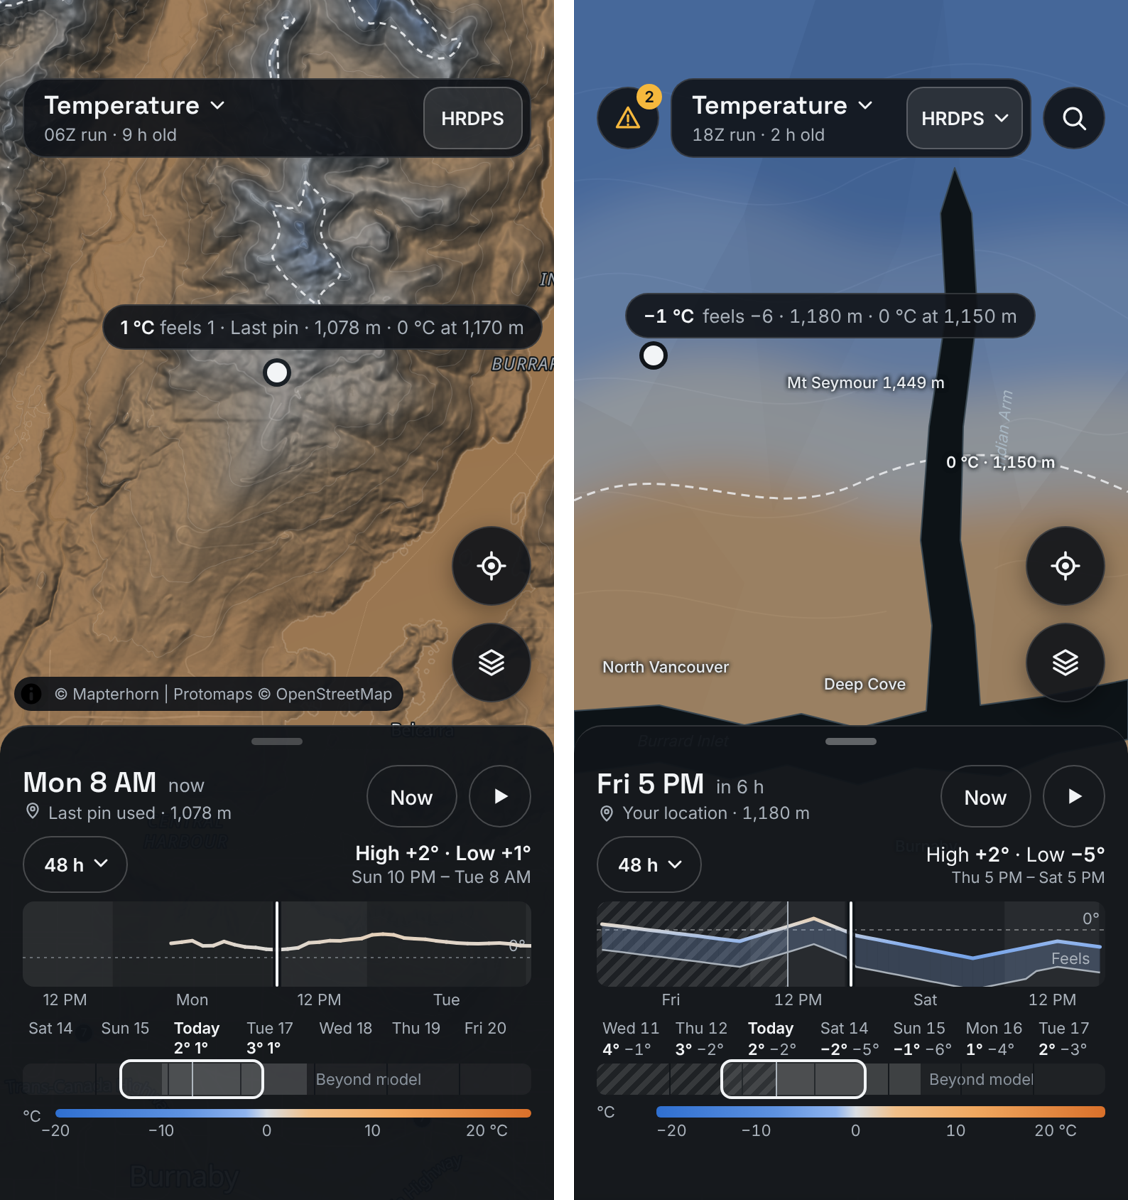 Temperature
06Z run · 9 h old
HRDPS
1 °C feels 1 · Last pin · 1,078 m · 0 °C at 1,170 m
© Mapterhorn | Protomaps © OpenStreetMap
Mon 8 AM now
Last pin used · 1,078 m
Now
48 h
High +2° · Low +1°
Sun 10 PM – Tue 8 AM
0°
12 PM Mon 12 PM Tue
Sat 14 Sun 15 Today Tue 17 Wed 18 Thu 19 Fri 20
2° 1° 3° 1°
Beyond model
°C
−20 −10 0 10 20 °C
Burnaby
2
Temperature
18Z run · 2 h old
HRDPS
−1 °C feels −6 · 1,180 m · 0 °C at 1,150 m
Mt Seymour 1,449 m
0 °C · 1,150 m
North Vancouver
Deep Cove
Burrard Inlet
Fri 5 PM in 6 h
Your location · 1,180 m
Now
48 h
High +2° · Low −5°
Thu 5 PM – Sat 5 PM
0°
Feels
Fri 12 PM Sat 12 PM
Wed 11 Thu 12 Today Sat 14 Sun 15 Mon 16 Tue 17
4° −1° 3° −2° 2° −2° −2° −5° −1° −6° 1° −4° 2° −3°
Beyond model
°C
−20 −10 0 10 20 °C